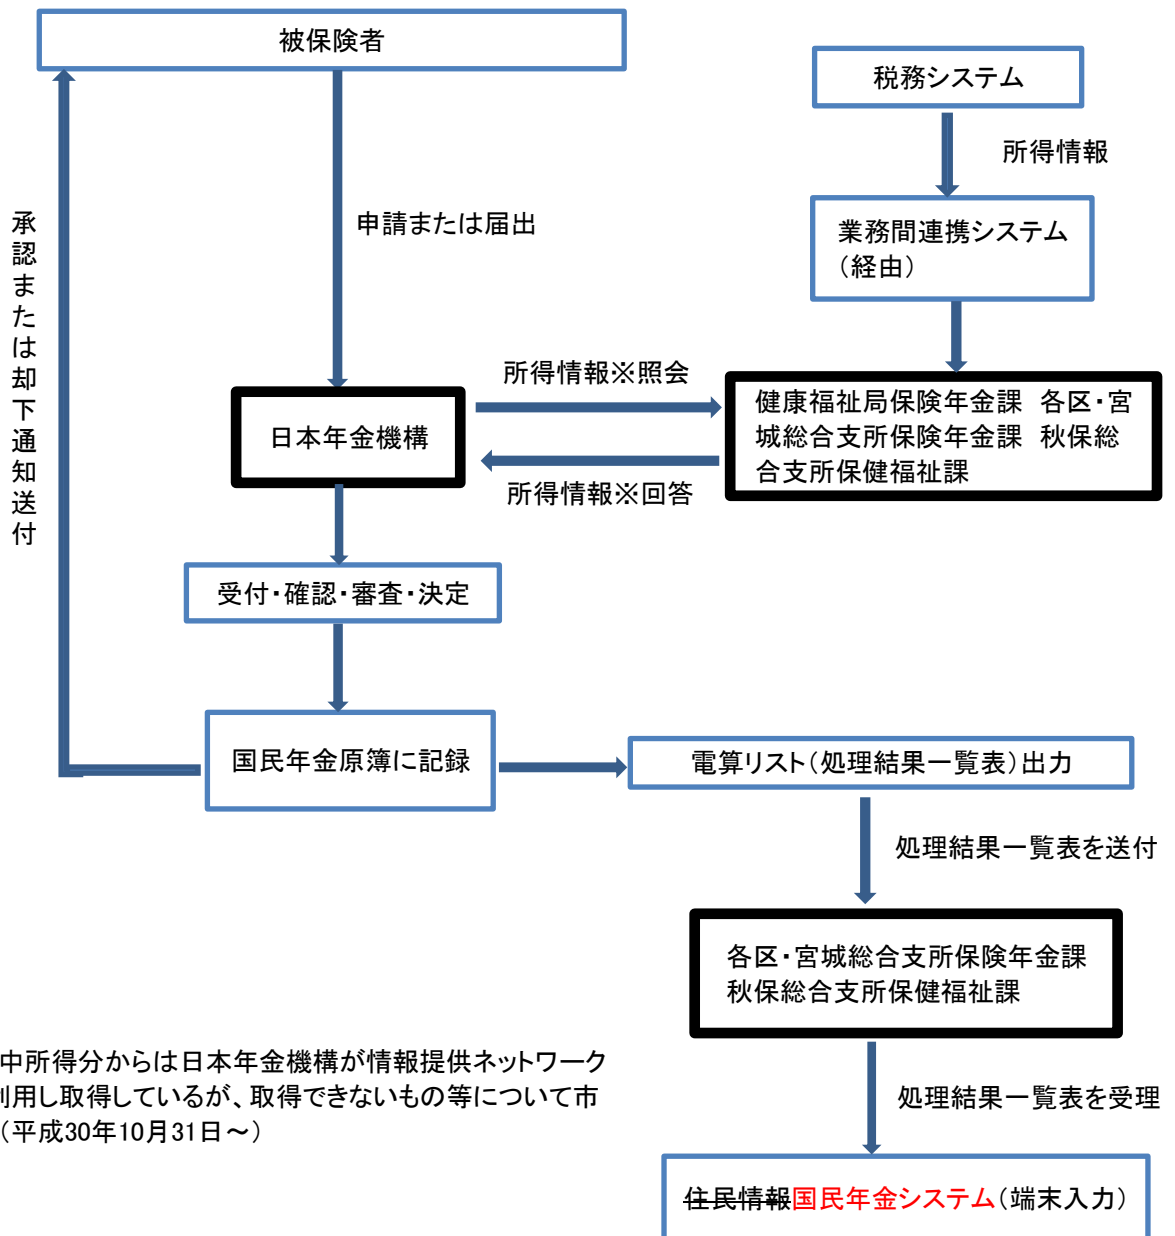 被保険者
税務システム
所得情報
申請または届出
業務間連携システム
（経由）
承認または却下通知送付
所得情報※照会
日本年金機構
健康福祉局保険年金課　各区・宮
城総合支所保険年金課　秋保総
合支所保健福祉課
所得情報※回答
受付・確認・審査・決定
国民年金原簿に記録
電算リスト（処理結果一覧表）出力
処理結果一覧表を送付
各区・宮城総合支所保険年金課
秋保総合支所保健福祉課
中所得分からは日本年金機構が情報提供ネットワーク
用し取得しているが、取得できないもの等について市
（平成30年10月31日～）
処理結果一覧表を受理
住民情報国民年金システム（端末入力）